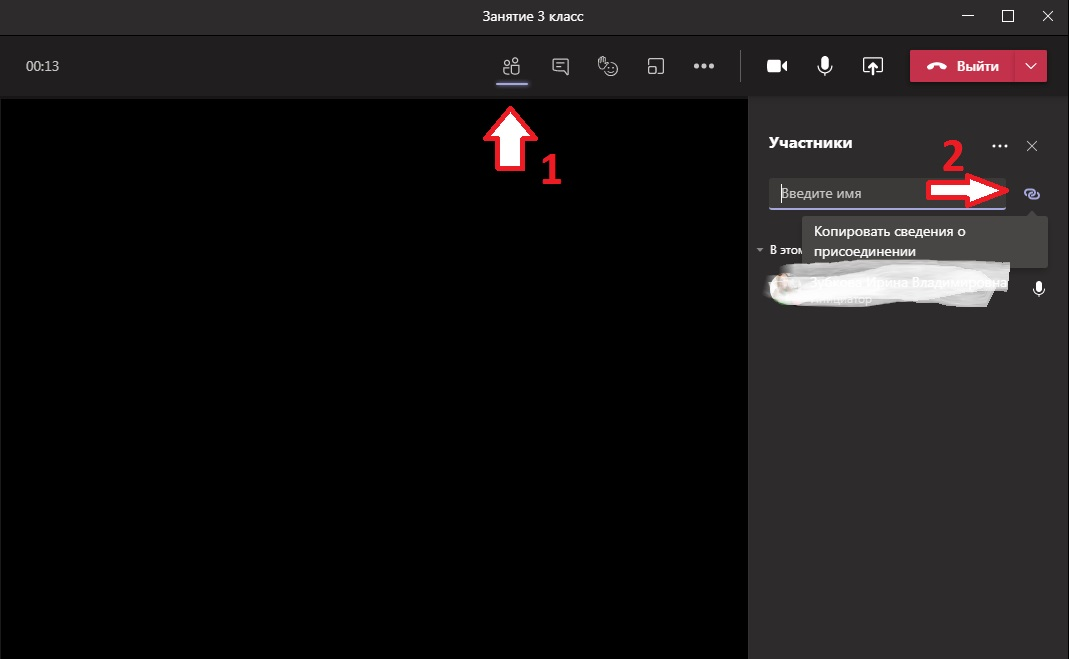 Занятие 3 класс
00:13
Выйти
1
Участники
2
Введите имя
Копировать сведения о
присоединении
В этом